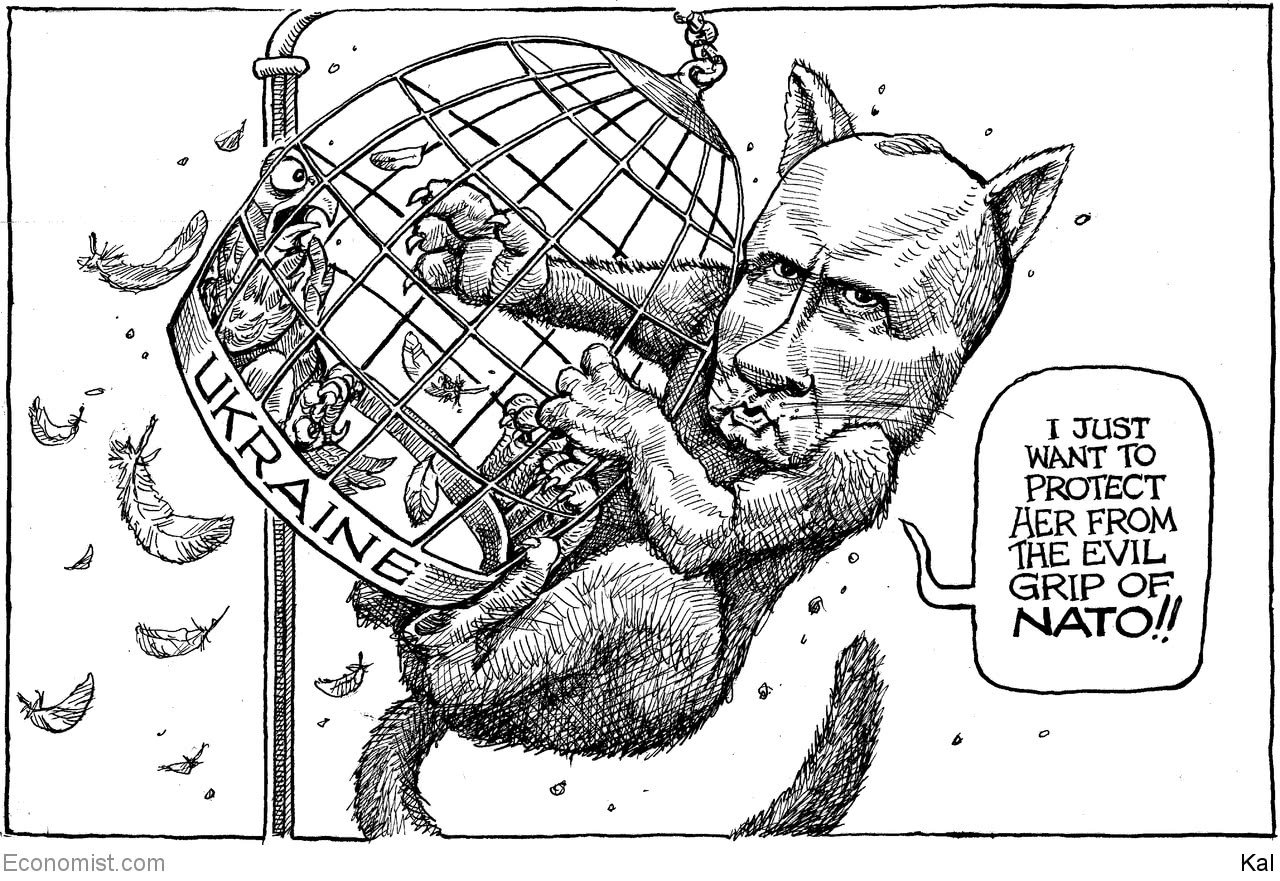 UKRAINE
I JUST
WANT TO
PROTECT
HER FROM
THE EVIL
GRIP OF
NATO!!
Economist.com
Kal